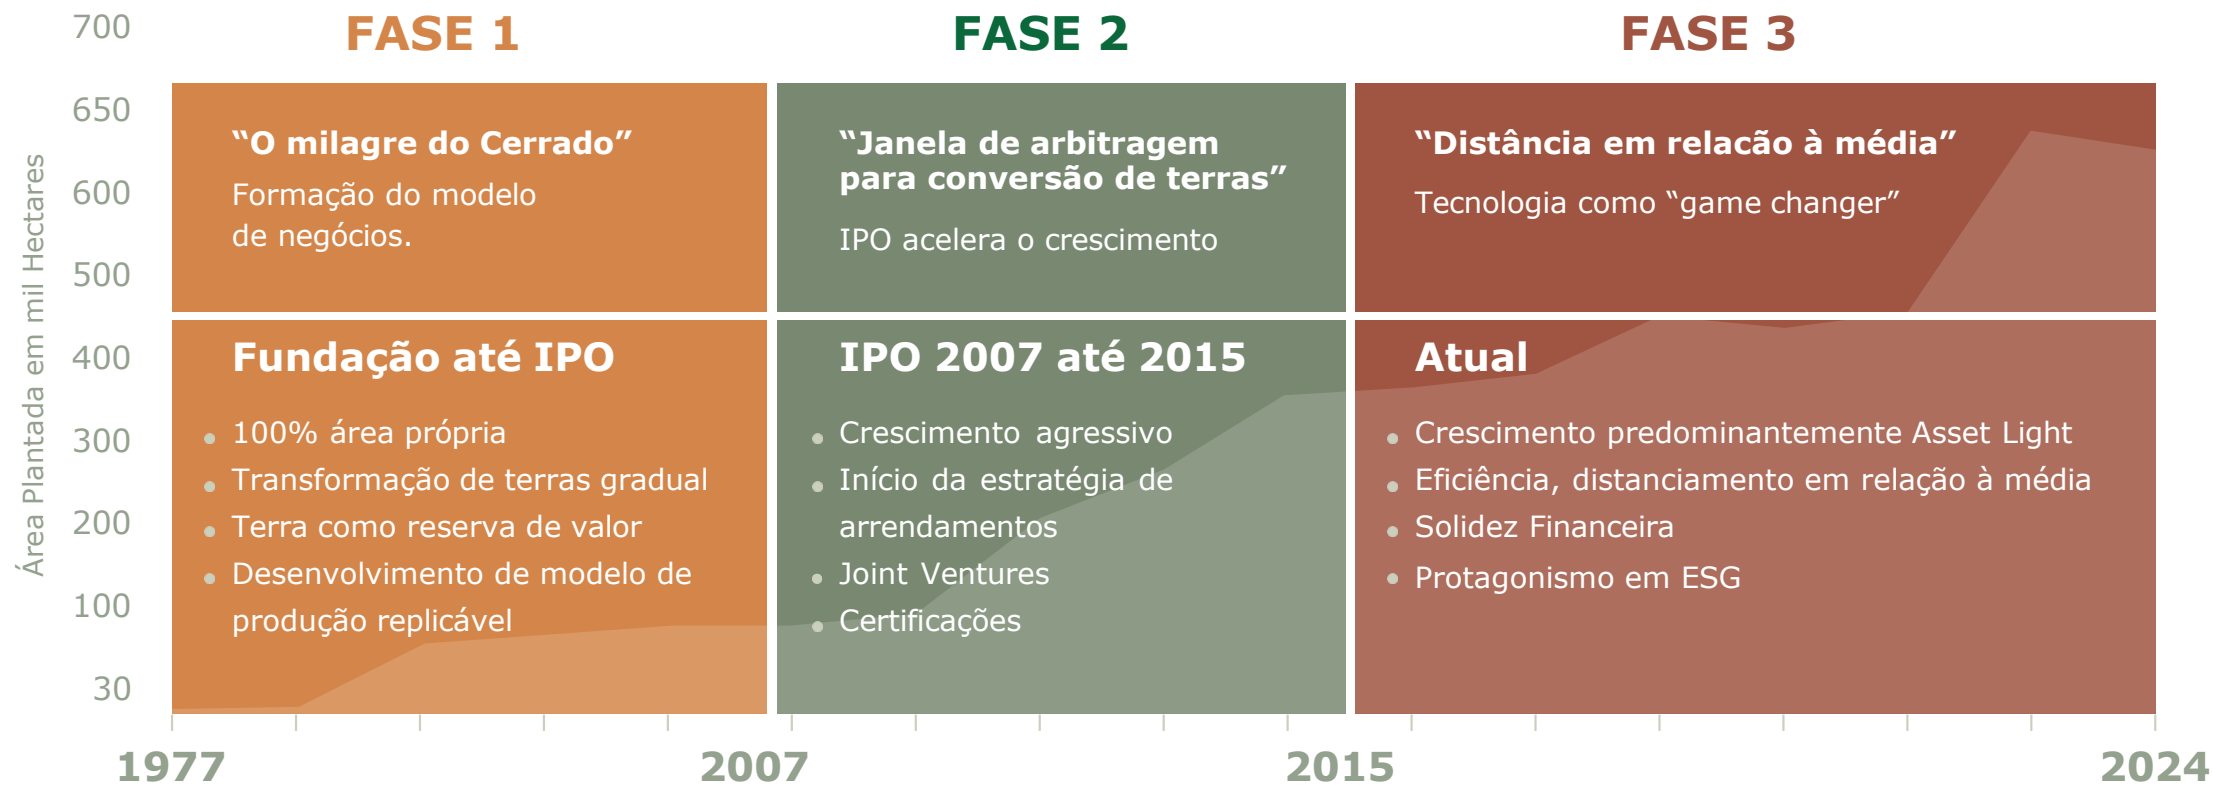 Área Plantada em mil Hectares
700
650
600
500
400
300
200
100
30
FASE 1
“O milagre do Cerrado”
Formação do modelo
de negócios.
Fundação até IPO
100% área própria
Transformação de terras gradual
Terra como reserva de valor
Desenvolvimento de modelo de
produção replicável
FASE 2
“Janela de arbitragem
para conversão de terras”
IPO acelera o crescimento
IPO 2007 até 2015
Crescimento agressivo
Início da estratégia de
arrendamentos
Joint Ventures
Certificações
FASE 3
“Distância em relacão à média”
Tecnologia como “game changer”
Atual
Crescimento predominantemente Asset Light
Eficiência, distanciamento em relação à média
Solidez Financeira
Protagonismo em ESG
1977
2007
2015
2024